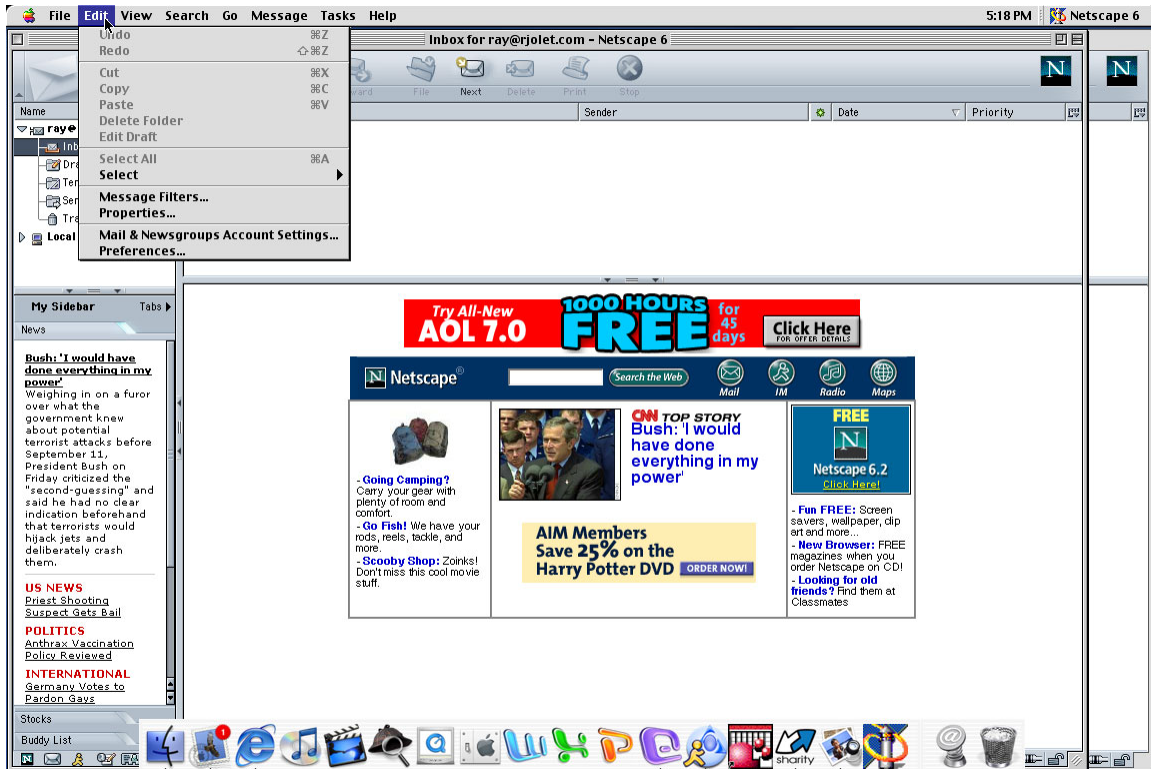 File Edit View Search Go Message Tasks Help 5:18 PM Netscape 6
Undo ⌘Z
Redo ⇧⌘Z
Cut ⌘X
Copy ⌘C
Paste ⌘V
Delete Folder
Edit Draft
Select All ⌘A
Select
Message Filters...
Properties...
Mail & Newsgroups Account Settings...
Preferences...
Inbox for ray@rjolet.com - Netscape 6
ward File Next Delete Print Stop
N N
Name Sender Date Priority
ray@
Inb
Dra
Ter
Ser
Tra
Local
My Sidebar Tabs
News
Bush: 'I would have
done everything in my
power'
Weighing in on a furor
over what the
government knew
about potential
terrorist attacks before
September 11,
President Bush on
Friday criticized the
"second-guessing" and
said he had no clear
indication beforehand
that terrorists would
hijack jets and
deliberately crash
them.
US NEWS
Priest Shooting
Suspect Gets Bail
POLITICS
Anthrax Vaccination
Policy Reviewed
INTERNATIONAL
Germany Votes to
Pardon Gays
Stocks
Buddy List
Try All-New
AOL 7.0
1000 HOURS
FREE
for
45
days
Click Here
FOR OFFER DETAILS
N Netscape®
Search the Web
Mail IM Radio Maps
- Going Camping?
Carry your gear with
plenty of room and
comfort.
- Go Fish! We have your
rods, reels, tackle, and
more.
- Scooby Shop: Zoinks!
Don't miss this cool movie
stuff.
CNN TOP STORY
Bush: 'I would
have done
everything in my
power'
AIM Members
Save 25% on the
Harry Potter DVD ORDER NOW!
FREE
N
Netscape 6.2
Click Here!
- Fun FREE: Screen
savers, wallpaper, clip
art and more...
- New Browser: FREE
magazines when you
order Netscape on CD!
- Looking for old
friends? Find them at
Classmates
1
sharity